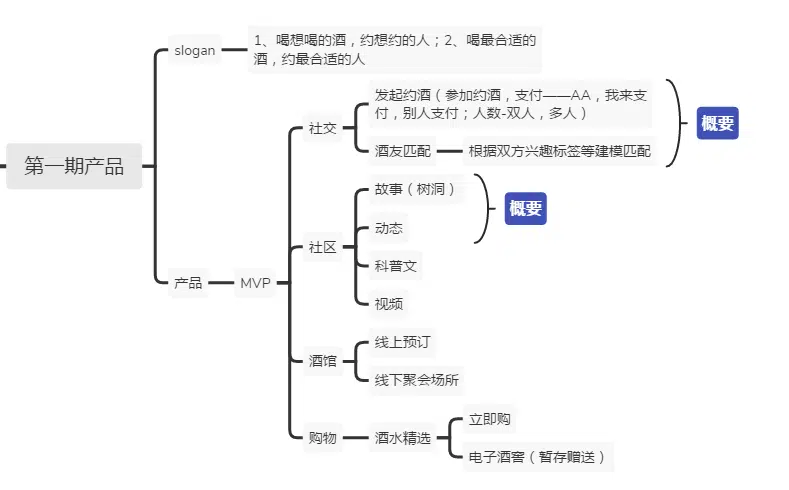 第一期产品
slogan
1、喝想喝的酒，约想约的人；2、喝最合适的
酒，约最合适的人
产品
MVP
社交
发起约酒（参加约酒，支付——AA，我来支
付，别人支付；人数-双人，多人）
酒友匹配
根据双方兴趣标签等建模匹配
概要
社区
故事（树洞）
动态
概要
科普文
视频
酒馆
线上预订
线下聚会场所
购物
酒水精选
立即购
电子酒窖（暂存赠送）